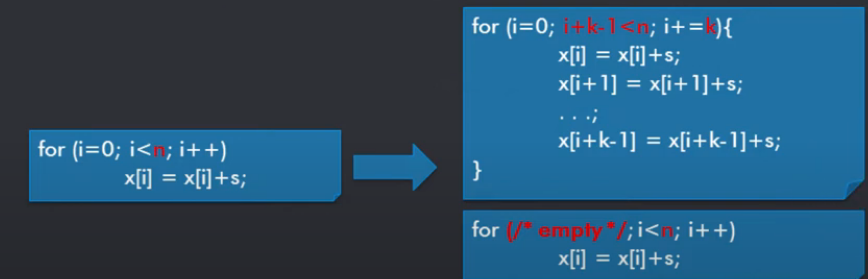 for (i=0; i<n; i++)
x[i] = x[i]+s;
for (i=0; i+k-1<n; i+=k){
x[i] = x[i]+s;
x[i+1] = x[i+1]+s;
. . .;
x[i+k-1] = x[i+k-1]+s;
}
for (/* empty */; i<n; i++)
x[i] = x[i]+s;